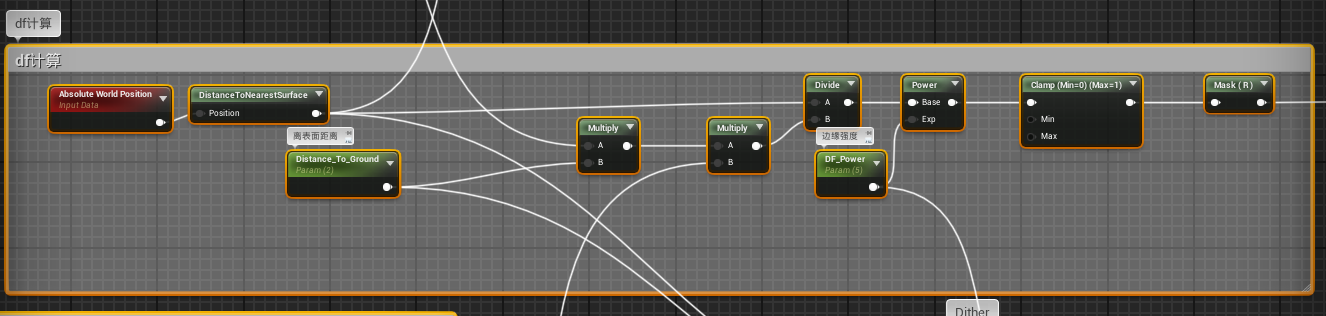 df计算
df计算
Absolute World Position
Input Data
DistanceToNearestSurface
Position
离表面距离
Distance_To_Ground
Param (2)
Multiply
A
B
Multiply
A
B
Divide
A
B
边缘强度
DF_Power
Param (5)
Power
Base
Exp
Clamp (Min=0) (Max=1)
Min
Max
Mask ( R )
Dither